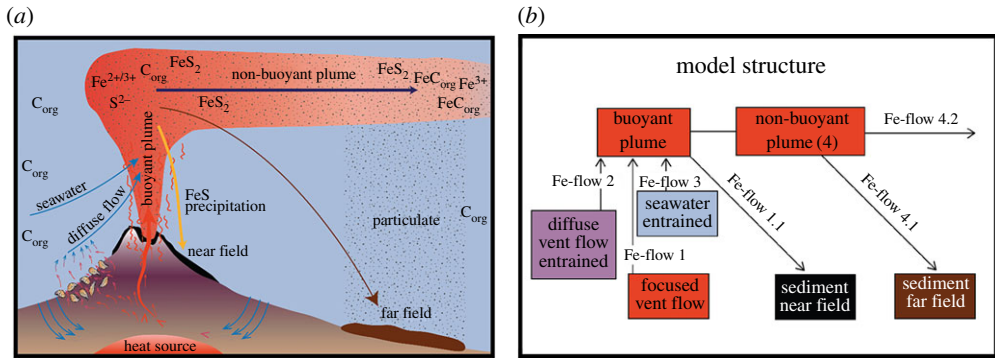 (a)
FeS2
Fe2+/3+
Corg
non-buoyant plume
FeS2
FeCorg
Fe3+
S2–
FeS2
FeCorg
Corg
buoyant plume
Corg
seawater
diffuse flow
FeS
precipitation
particulate
Corg
Corg
near field
far field
heat source
(b)
model structure
buoyant
plume
non-buoyant
plume (4)
Fe-flow 4.2
Fe-flow 2
Fe-flow 3
seawater
entrained
Fe-flow 1.1
Fe-flow 4.1
diffuse
vent flow
entrained
Fe-flow 1
focused
vent flow
sediment
near field
sediment
far field